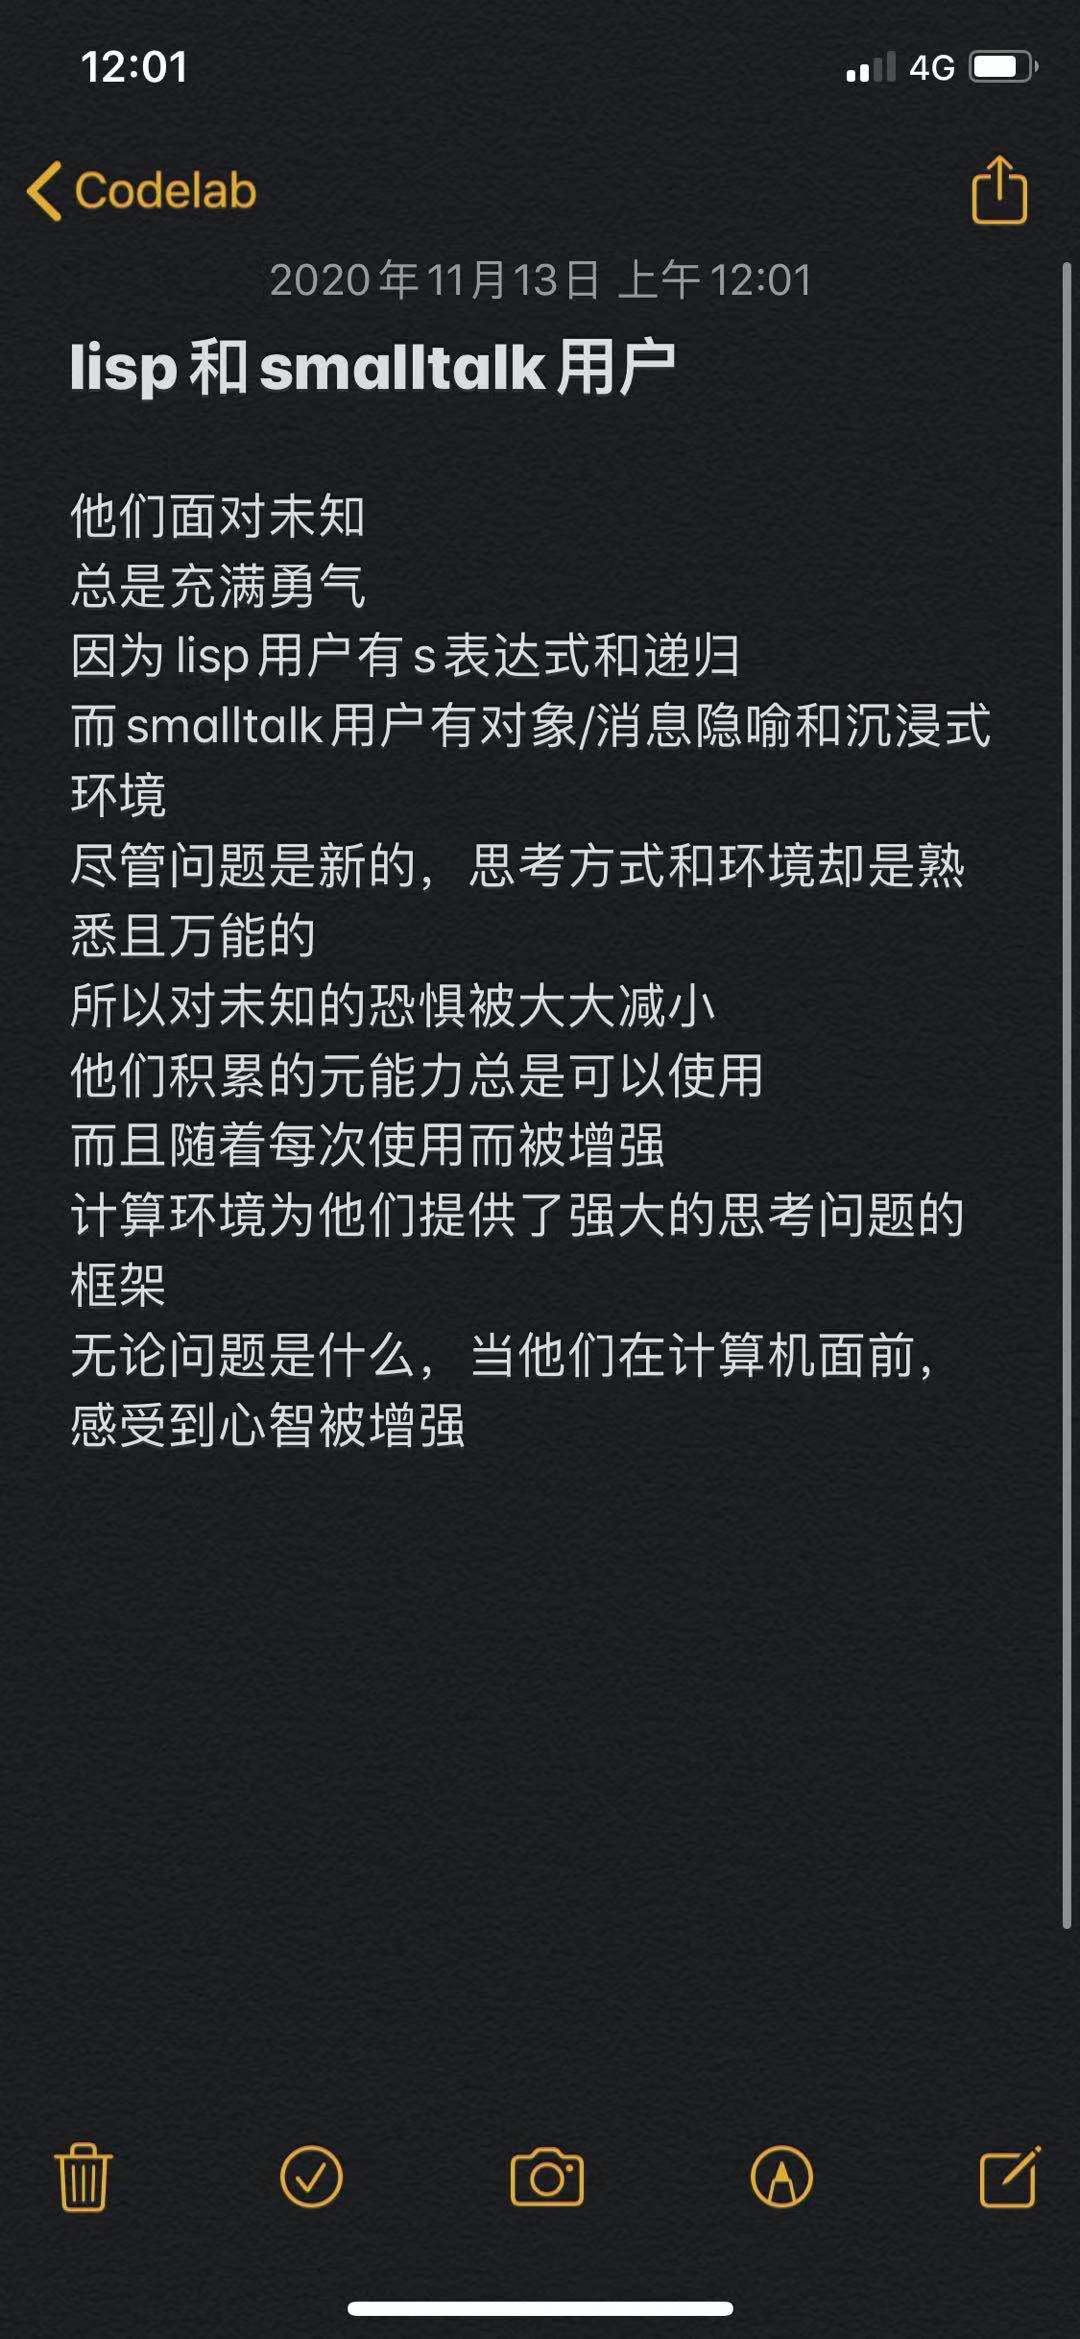 12:01
4G
Codelab
2020年11月13日 上午12:01
lisp和smalltalk用户
他们面对未知
总是充满勇气
因为lisp用户有s表达式和递归
而smalltalk用户有对象/消息隐喻和沉浸式
环境
尽管问题是新的，思考方式和环境却是熟
悉且万能的
所以对未知的恐惧被大大减小
他们积累的元能力总是可以使用
而且随着每次使用而被增强
计算环境为他们提供了强大的思考问题的
框架
无论问题是什么，当他们在计算机面前，
感受到心智被增强